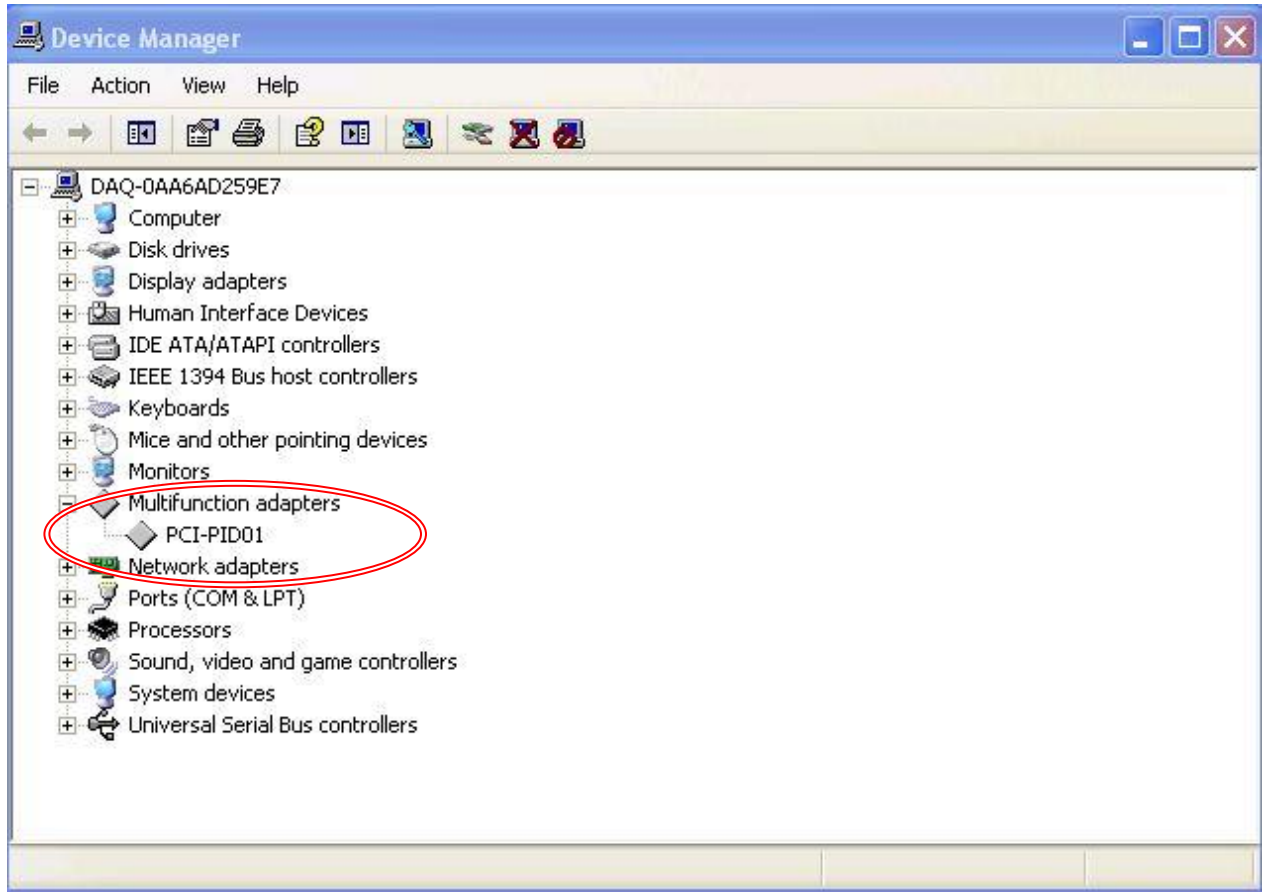 Device Manager
File Action View Help
DAQ-0AA6AD259E7
Computer
Disk drives
Display adapters
Human Interface Devices
IDE ATA/ATAPI controllers
IEEE 1394 Bus host controllers
Keyboards
Mice and other pointing devices
Monitors
Multifunction adapters
PCI-PID01
Network adapters
Ports (COM & LPT)
Processors
Sound, video and game controllers
System devices
Universal Serial Bus controllers